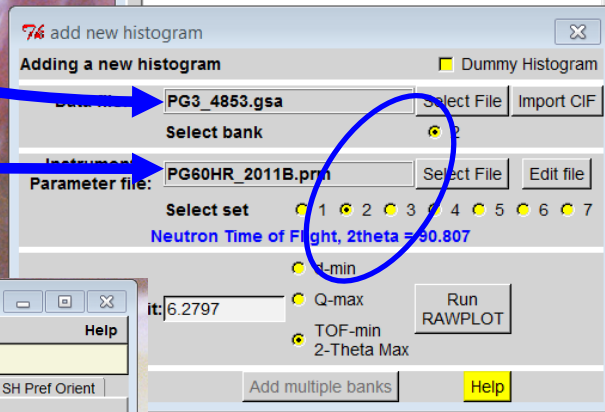 add new histogram
Adding a new histogram Dummy Histogram
PG3_4853.gsa Select File Import CIF
Select bank 2
Instrument
Parameter file: PG60HR_2011B.prm Select File Edit file
Select set 1 2 3 4 5 6 7
Neutron Time of Flight, 2theta = 90.807
d-min
it: 6.2797 Q-max Run
RAWPLOT
TOF-min
2-Theta Max
Help
SH Pref Orient
Add multiple banks Help